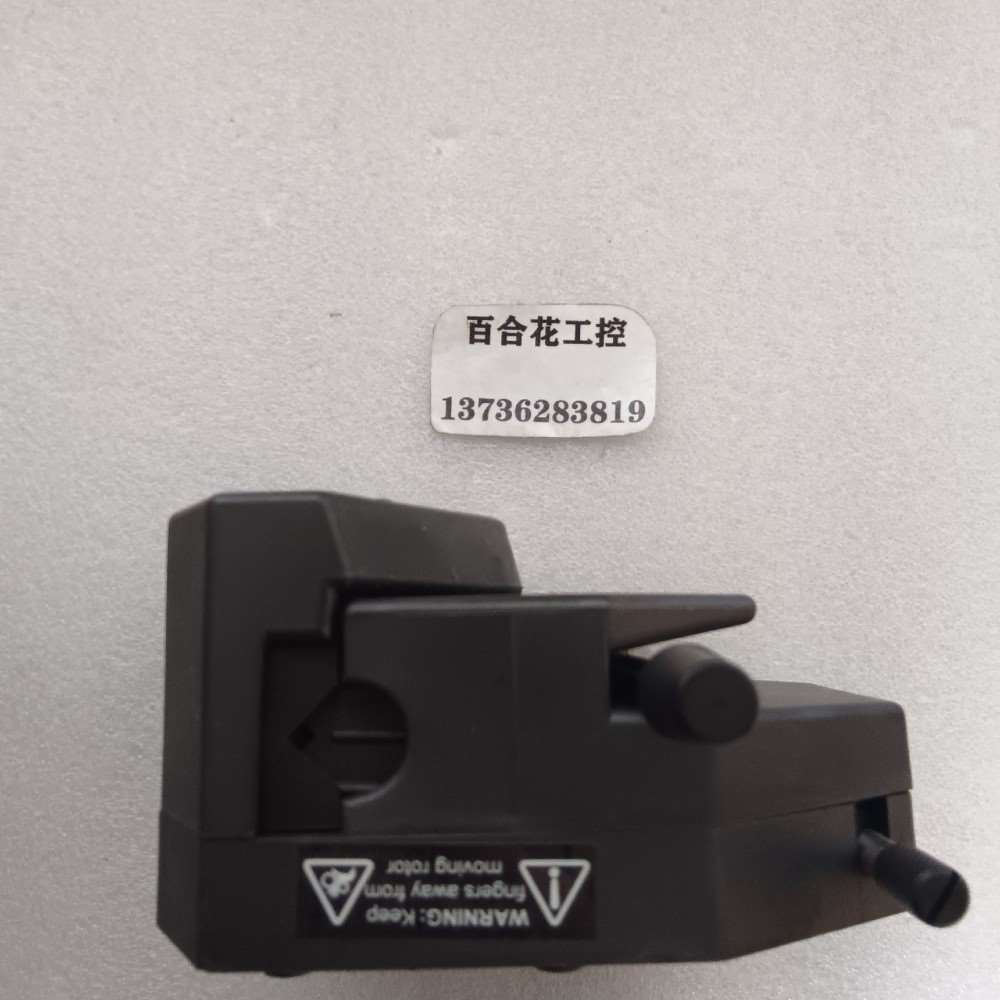 百合花工控
13736283819
WARNING: Keep
fingers away from
moving rotor